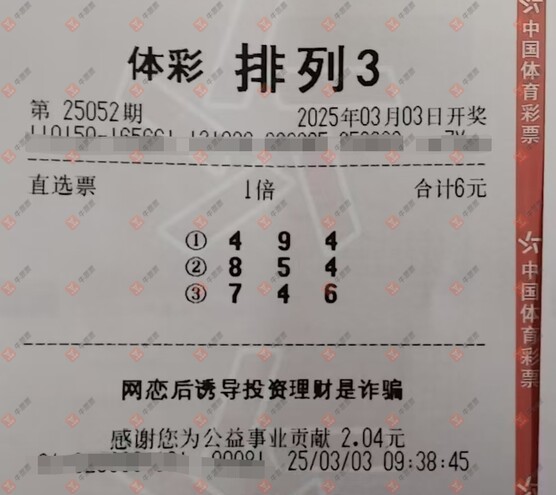 体彩 排列3
第 25052期 2025年03月03日开奖
直选票 1倍 合计6元
① 4 9 4
② 8 5 4
③ 7 4 6
网恋后诱导投资理财是诈骗
感谢您为公益事业贡献 2.04元
25/03/03 09:38:45
中国体育彩票
中国体育彩票